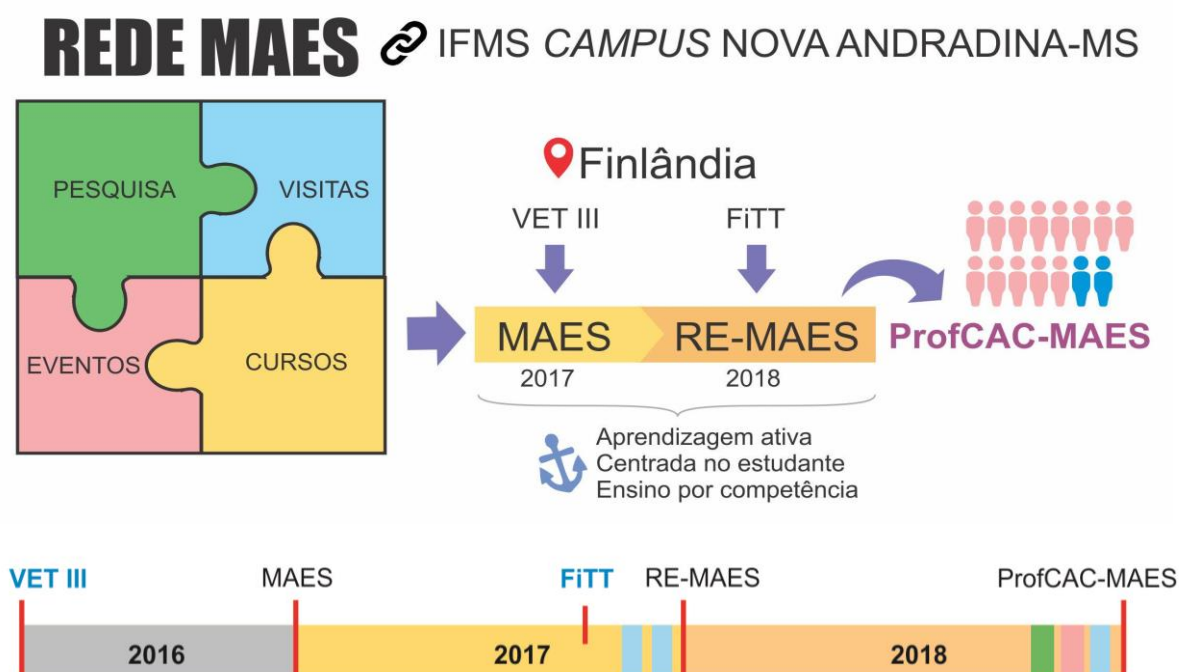 REDE MAES IFMS CAMPUS NOVA ANDRADINA-MS
PESQUISA
VISITAS
EVENTOS
CURSOS
Finlândia
VET III
FiTT
MAES
RE-MAES
ProfCAC-MAES
2017
2018
Aprendizagem ativa
Centrada no estudante
Ensino por competência
VET III
MAES
FiTT
RE-MAES
ProfCAC-MAES
2016
2017
2018